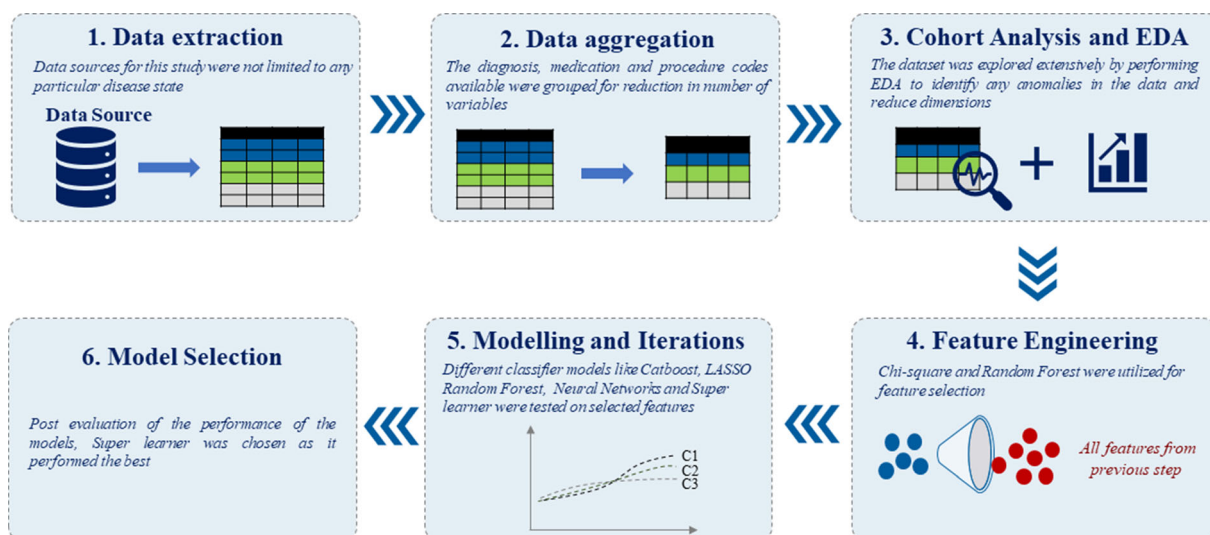 1. Data extraction
Data sources for this study were not limited to any
particular disease state
Data Source
2. Data aggregation
The diagnosis, medication and procedure codes
available were grouped for reduction in number of
variables
3. Cohort Analysis and EDA
The dataset was explored extensively by performing
EDA to identify any anomalies in the data and
reduce dimensions
4. Feature Engineering
Chi-square and Random Forest were utilized for
feature selection
All features from
previous step
5. Modelling and Iterations
Different classifier models like Catboost, LASSO
Random Forest, Neural Networks and Super
learner were tested on selected features
C1
C2
C3
6. Model Selection
Post evaluation of the performance of the
models, Super learner was chosen as it
performed the best